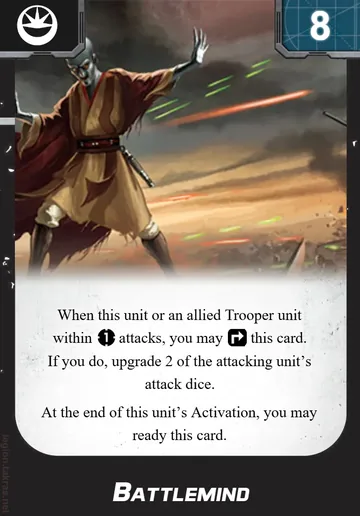 8
When this unit or an allied Trooper unit
within 1 attacks, you may this card.
If you do, upgrade 2 of the attacking unit's
attack dice.
At the end of this unit's Activation, you may
ready this card.
Battlemind